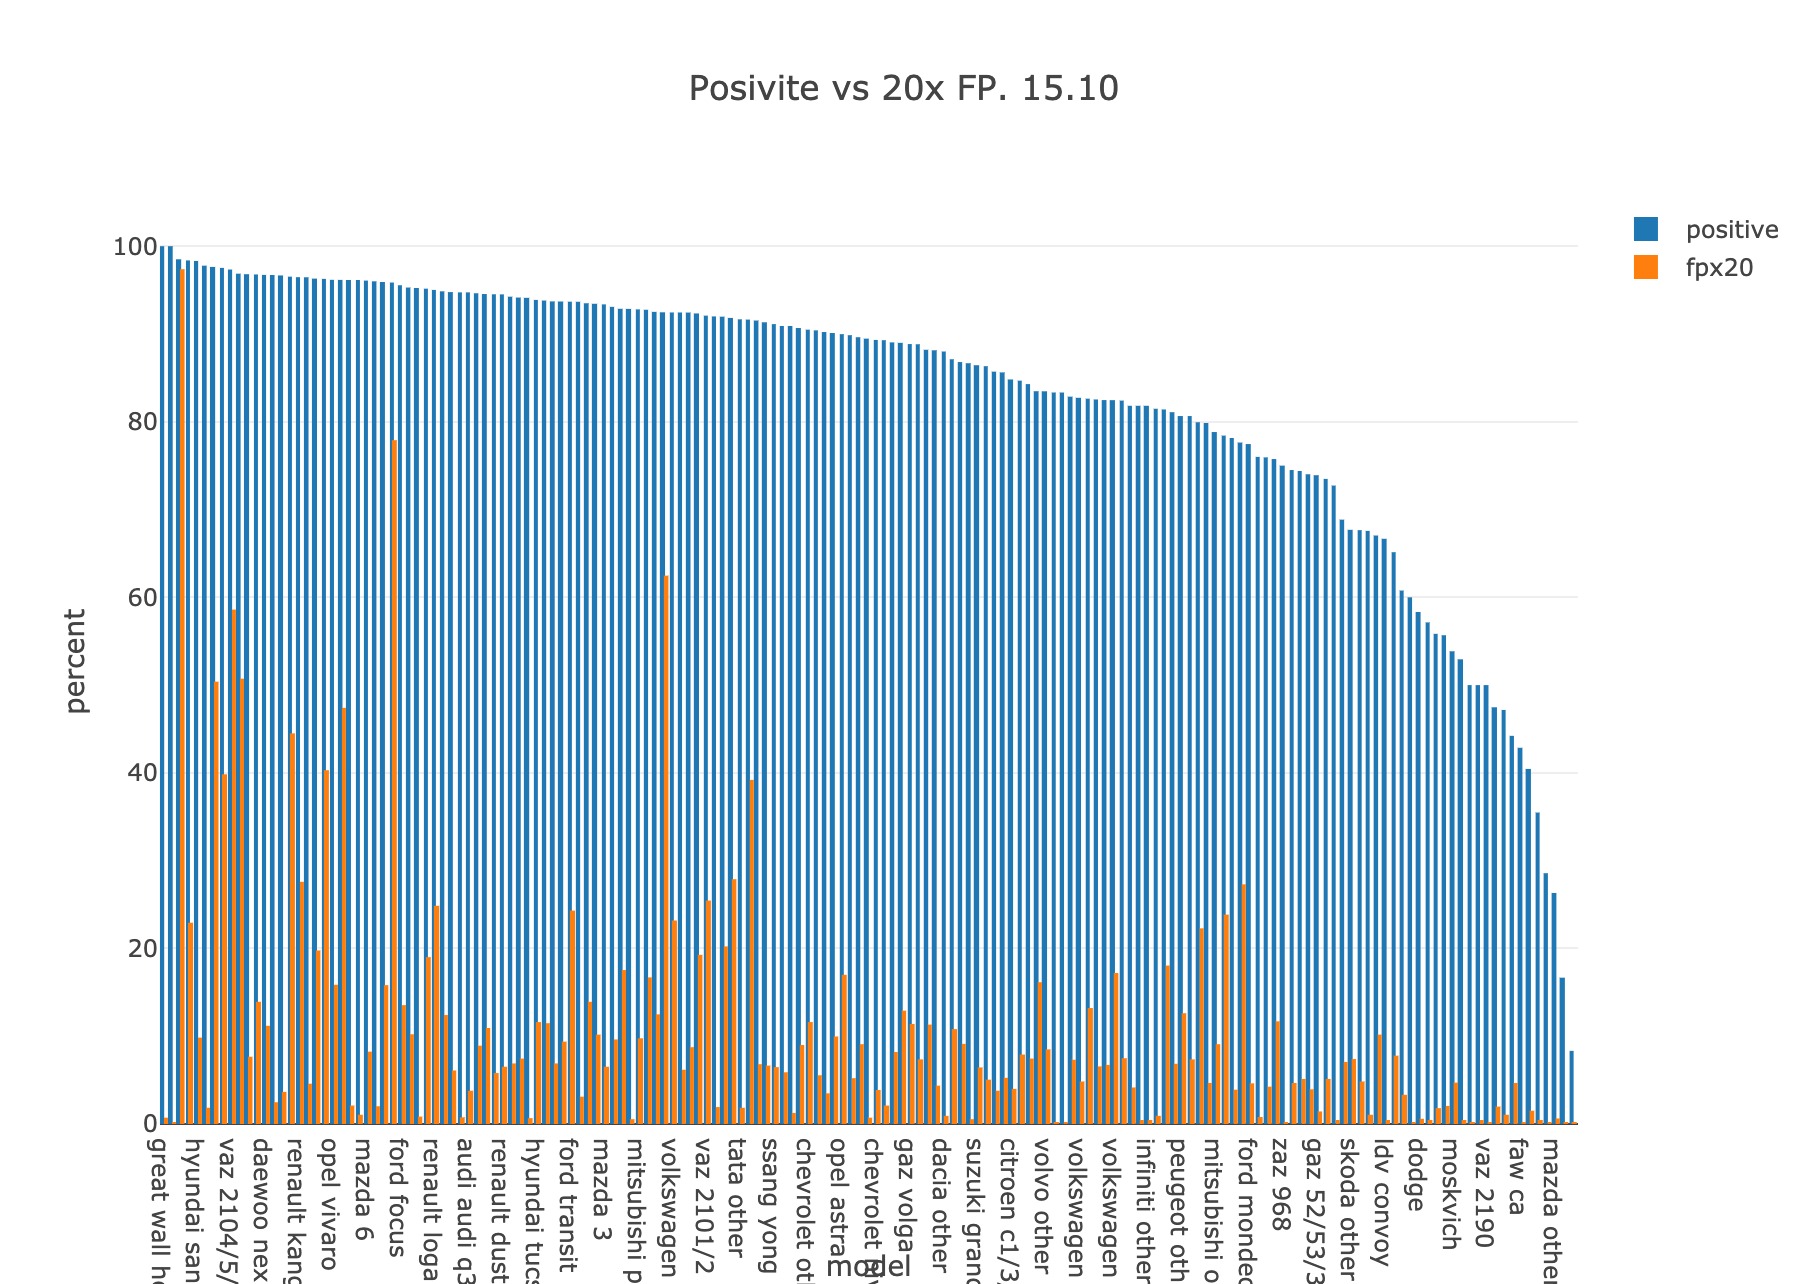 Posivite vs 20x FP. 15.10
positive
fpx20
percent
100
80
60
40
20
0
great wall
hyundai san
vaz 2104/5/
daewoo nex
renault kang
opel vivaro
mazda 6
ford focus
renault loga
audi audi q3
renault dust
hyundai tucs
ford transit
mazda 3
mitsubishi p
volkswagen
vaz 2101/2
tata other
ssang yong
chevrolet oth
opel astra
chevrolet
gaz volga
dacia other
suzuki grand
citroen c1/3
volvo other
volkswagen
volkswagen
infiniti other
peugeot oth
mitsubishi o
ford mondeo
zaz 968
gaz 52/53/3
skoda other
ldv convoy
dodge
moskvich
vaz 2190
faw ca
mazda other
model